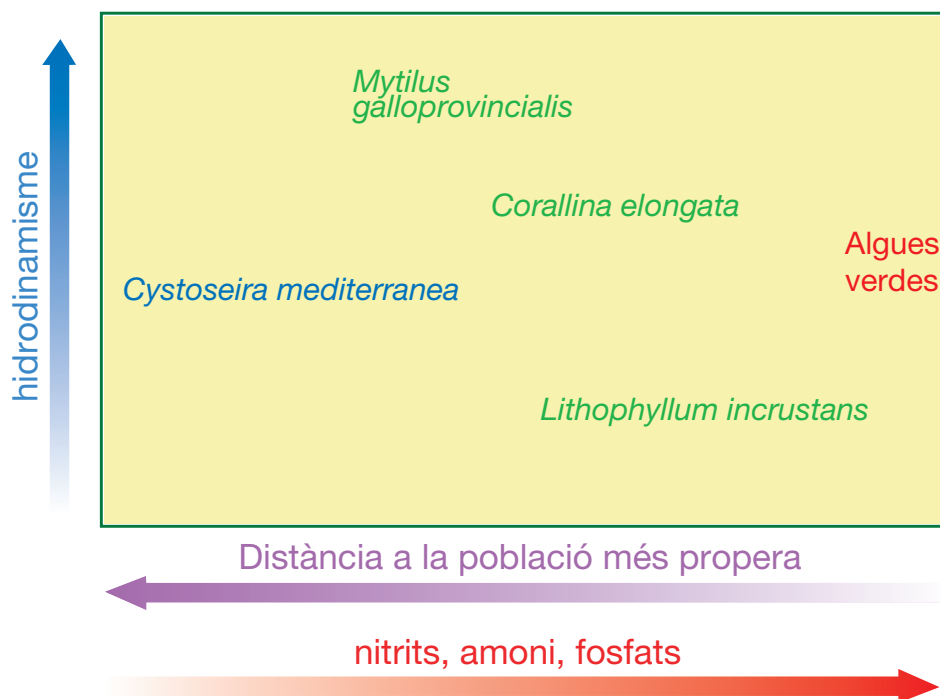 hidrodinamisme
Mytilus
galloprovincialis
Corallina elongata
Algues
verdes
Cystoseira mediterranea
Lithophyllum incrustans
Distància a la població més propera
nitrits, amoni, fosfats